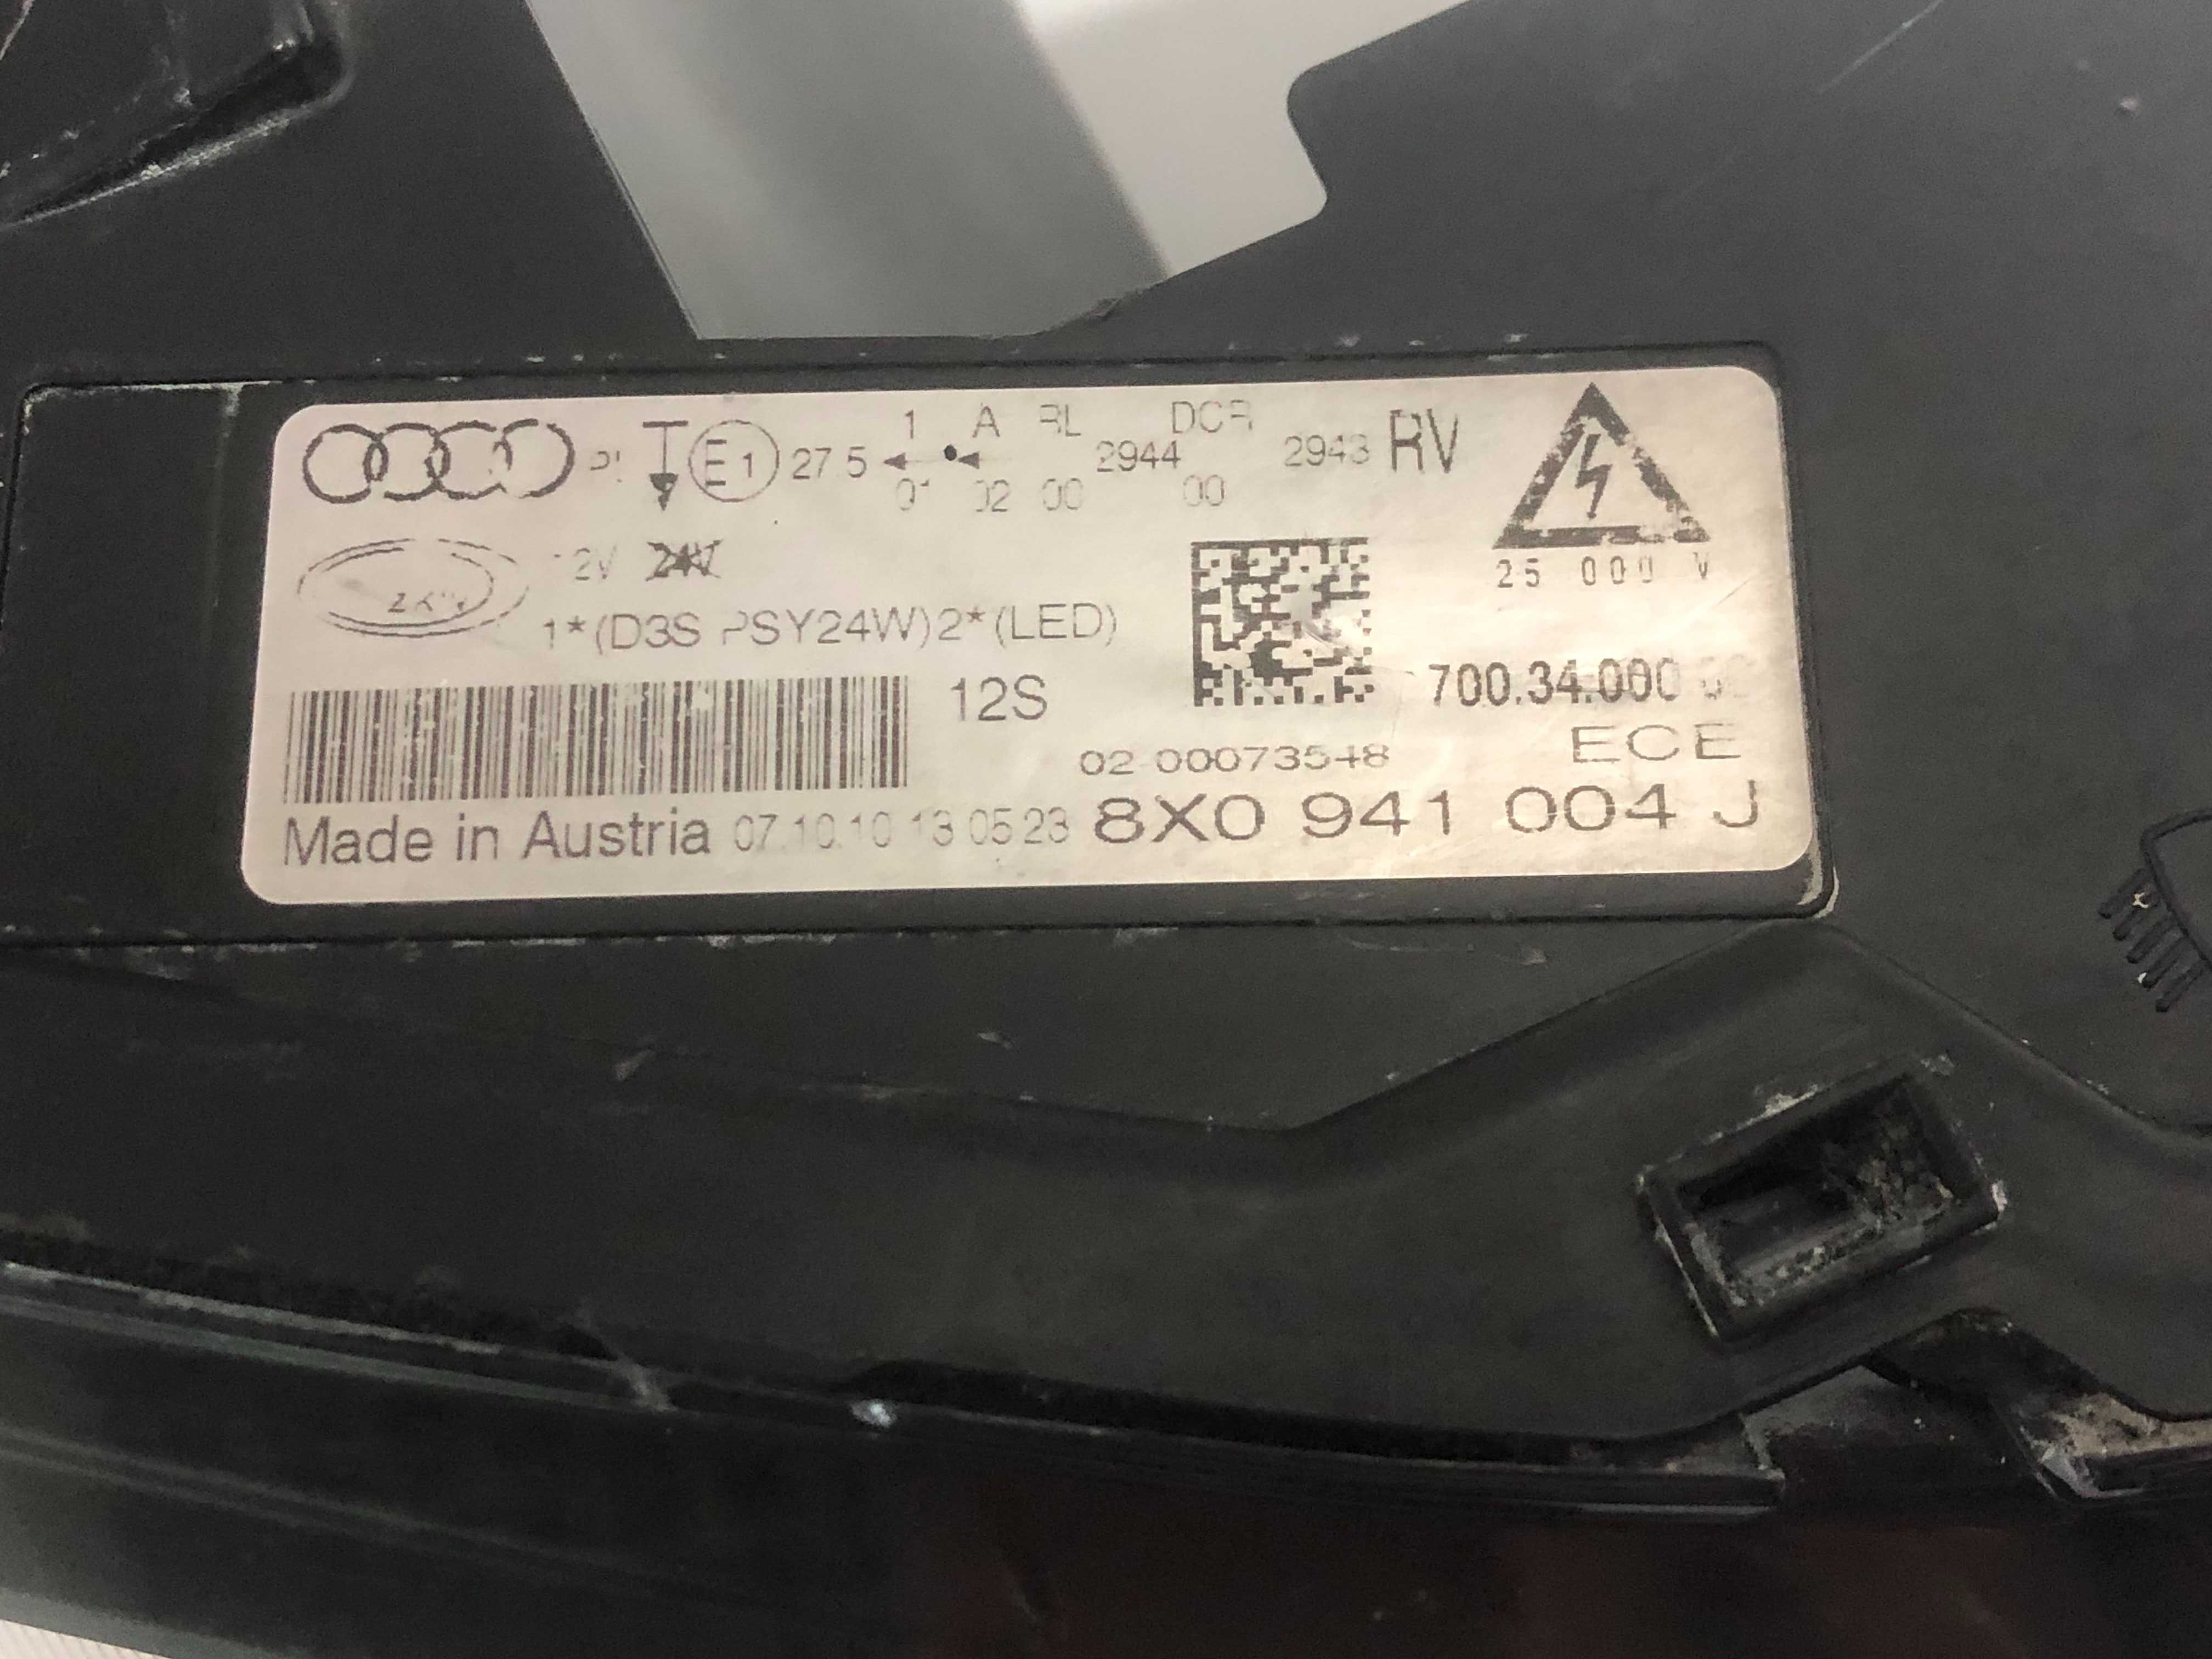 1 A RL DCR
E1 27 5 2944 2943 RV
01 02 00 00
12V 24V
25 000 V
1*(D3S PSY24W)2*(LED)
12S
700.34.000
02 00073548
ECE
Made in Austria 07.10.10 13 05 23 8X0 941 004 J